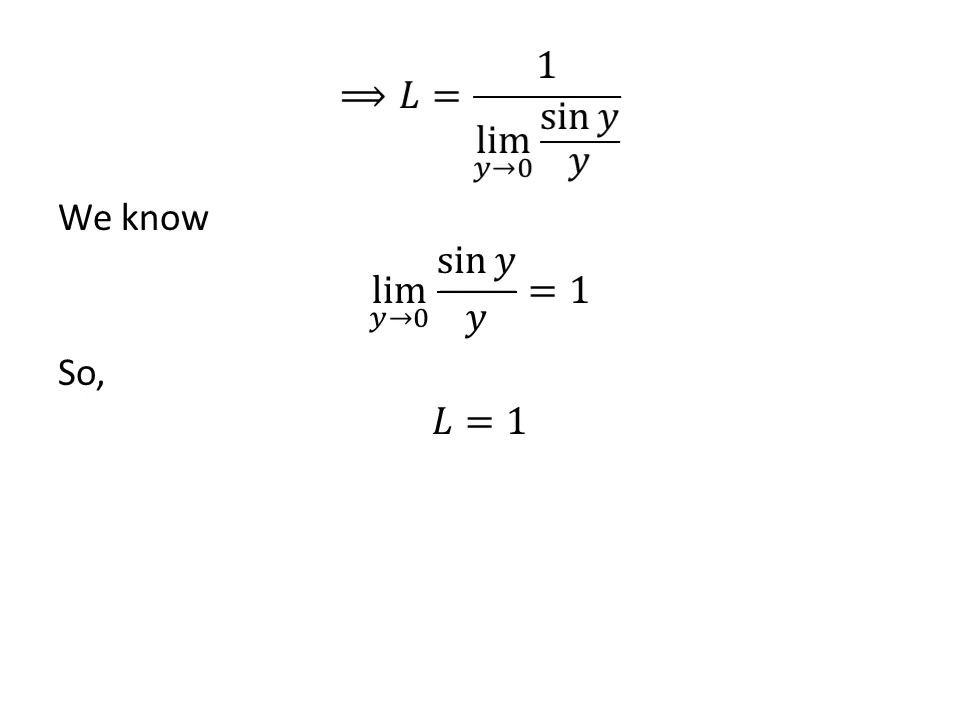 ⟹ 𝐿 = 1 / lim_{𝑦→0} (sin 𝑦 / 𝑦)
We know
lim_{𝑦→0} (sin 𝑦 / 𝑦) = 1
So,
𝐿 = 1